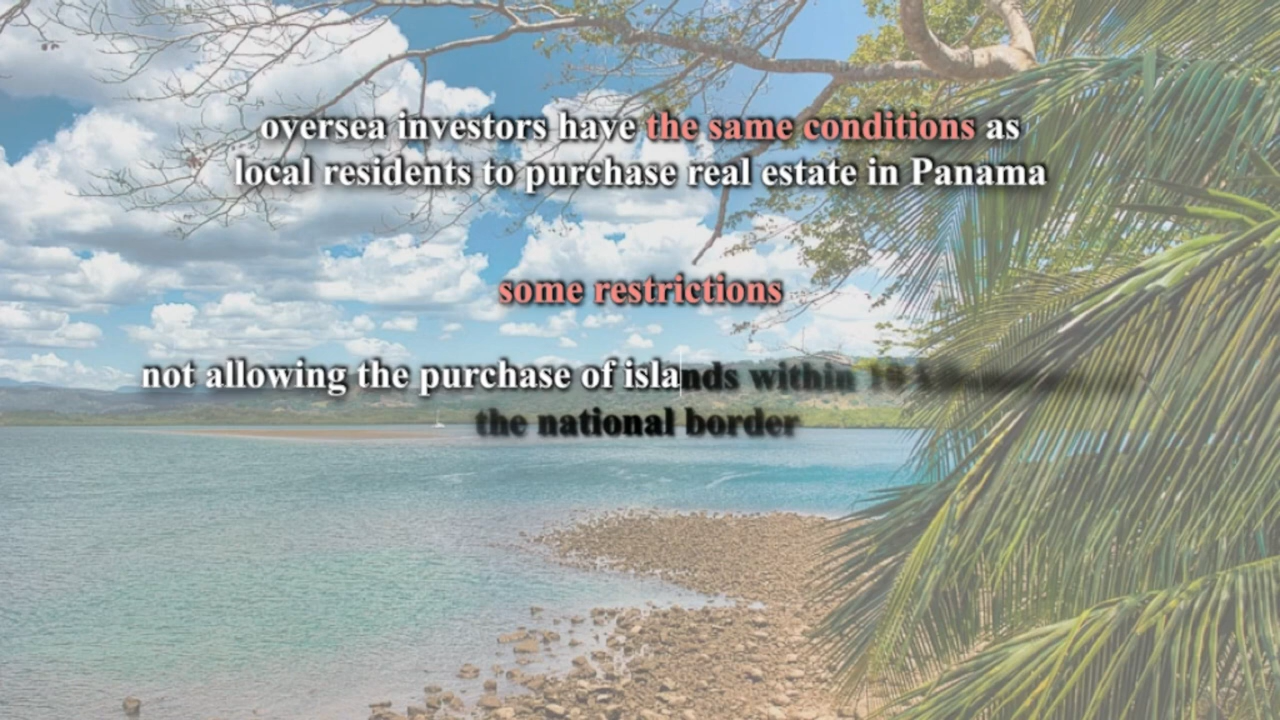 oversea investors have the same conditions as
local residents to purchase real estate in Panama
some restrictions
not allowing the purchase of islands within 10
the national border